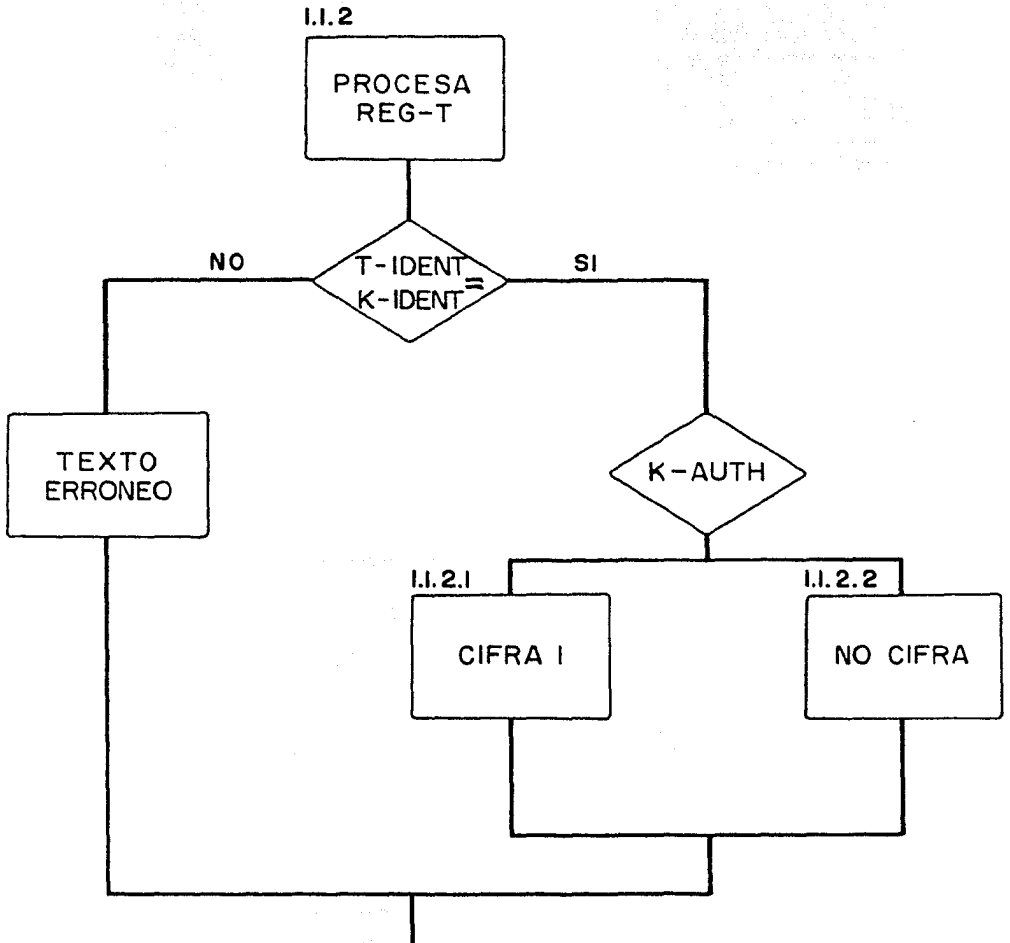 1.1.2
PROCESA
REG-T
NO
T-IDENT =
K-IDENT
SI
TEXTO
ERRONEO
K-AUTH
1.1.2.1
1.1.2.2
CIFRA 1
NO CIFRA